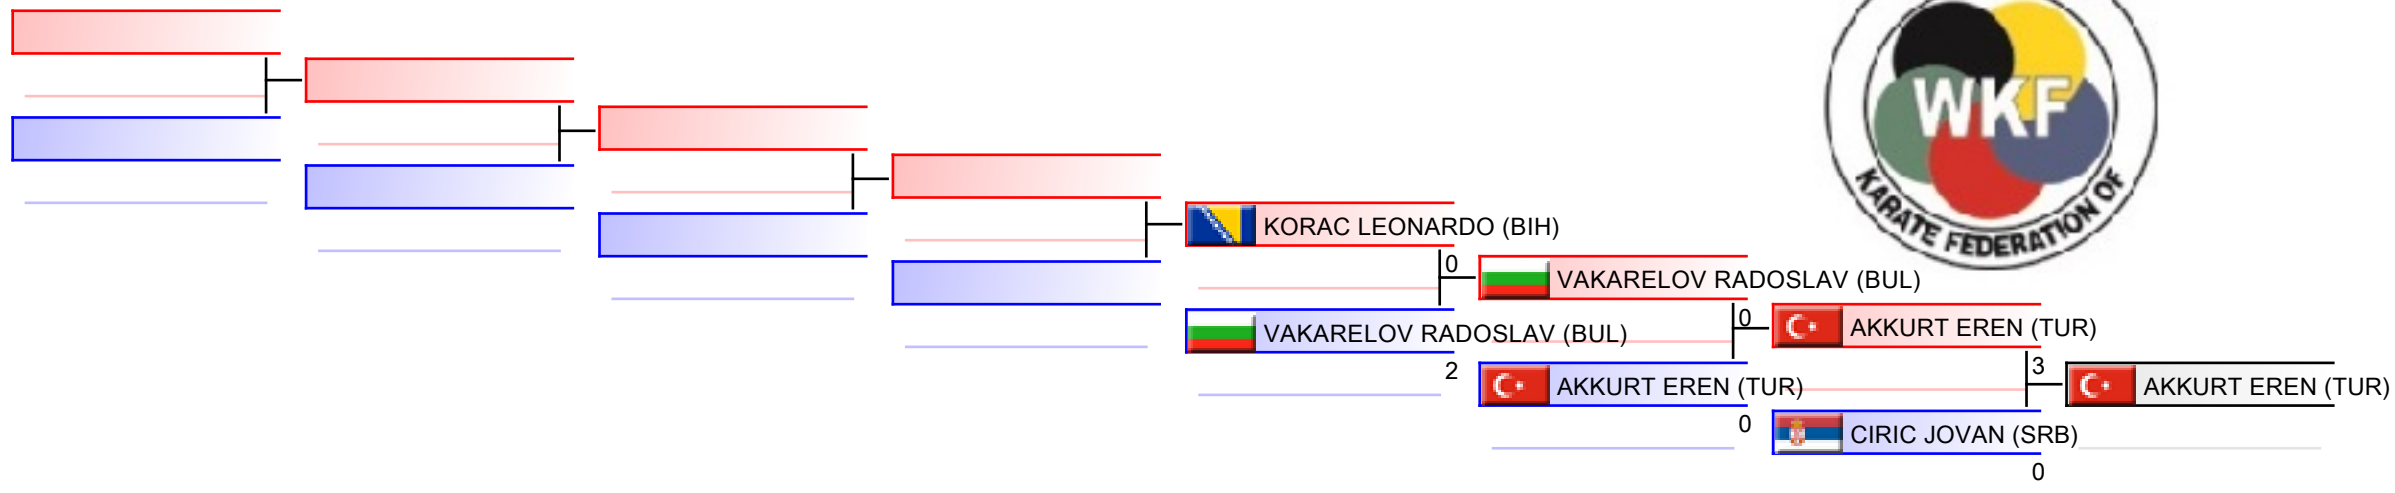 WKF
KARATE FEDERATION OF
KORAC LEONARDO (BIH)
0
VAKARELOV RADOSLAV (BUL)
2
VAKARELOV RADOSLAV (BUL)
0
AKKURT EREN (TUR)
0
AKKURT EREN (TUR)
3
CIRIC JOVAN (SRB)
0
AKKURT EREN (TUR)